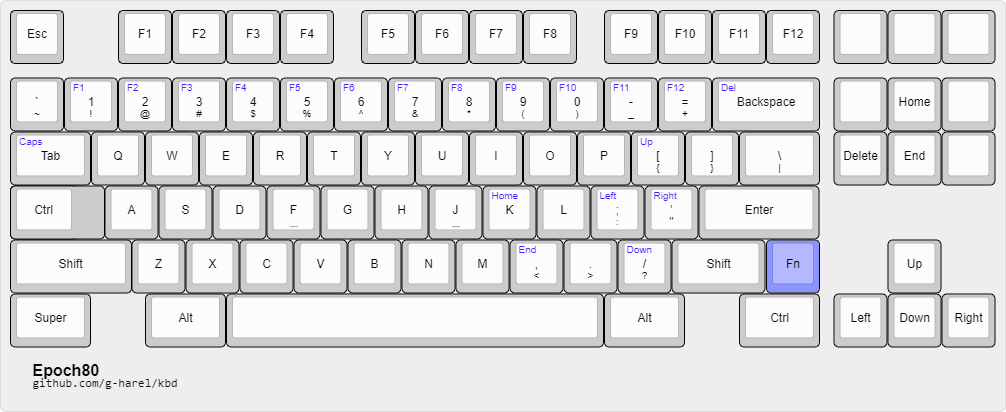 Esc F1 F2 F3 F4 F5 F6 F7 F8 F9 F10 F11 F12
F1 F2 F3 F4 F5 F6 F7 F8 F9 F10 F11 F12 Del
` 1 2 3 4 5 6 7 8 9 0 - = Backspace Home
~ ! @ # $ % ^ & * ( ) _ +
Caps Up
Tab Q W E R T Y U I O P [ ] \ Delete End
{ } |
Home Left Right
Ctrl A S D F G H J K L ; ' Enter
_ _ : "
End Down
Shift Z X C V B N M , . / Shift Fn Up
< > ?
Super Alt Alt Ctrl Left Down Right
Epoch80
github.com/g-harel/kbd